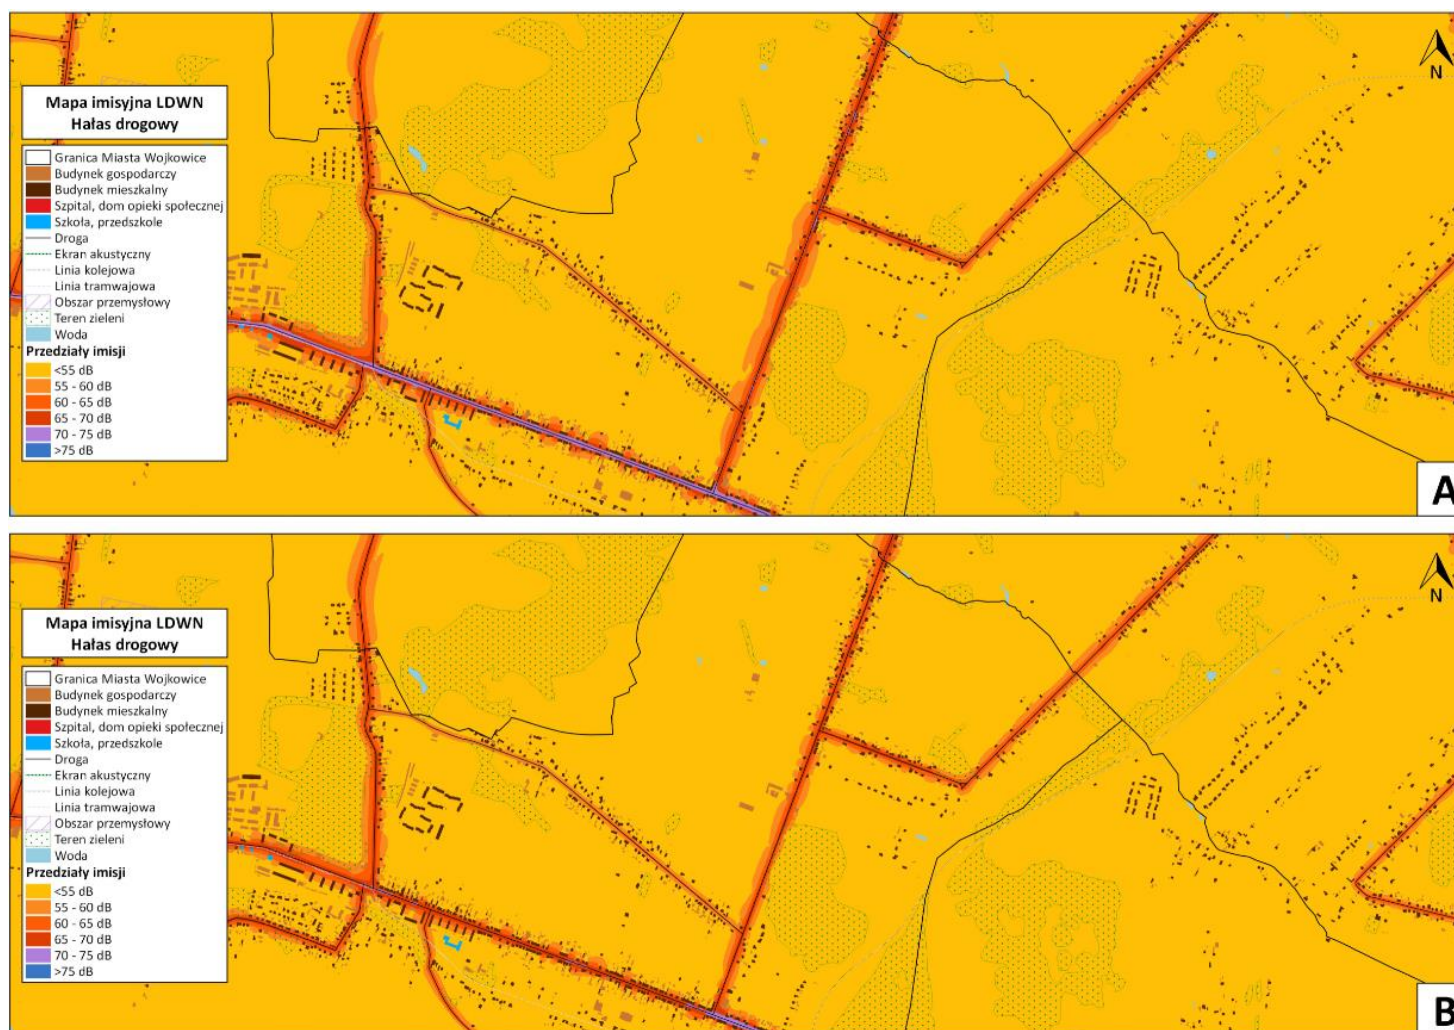 N
Mapa imisyjna LDWN
Hałas drogowy
Granica Miasta Wojkowice
Budynek gospodarczy
Budynek mieszkalny
Szpital, dom opieki społecznej
Szkoła, przedszkole
Droga
Ekran akustyczny
Linia kolejowa
Linia tramwajowa
Obszar przemysłowy
Teren zieleni
Woda
Przedziały imisji
<55 dB
55 - 60 dB
60 - 65 dB
65 - 70 dB
70 - 75 dB
>75 dB
A
N
Mapa imisyjna LDWN
Hałas drogowy
Granica Miasta Wojkowice
Budynek gospodarczy
Budynek mieszkalny
Szpital, dom opieki społecznej
Szkoła, przedszkole
Droga
Ekran akustyczny
Linia kolejowa
Linia tramwajowa
Obszar przemysłowy
Teren zieleni
Woda
Przedziały imisji
<55 dB
55 - 60 dB
60 - 65 dB
65 - 70 dB
70 - 75 dB
>75 dB
B